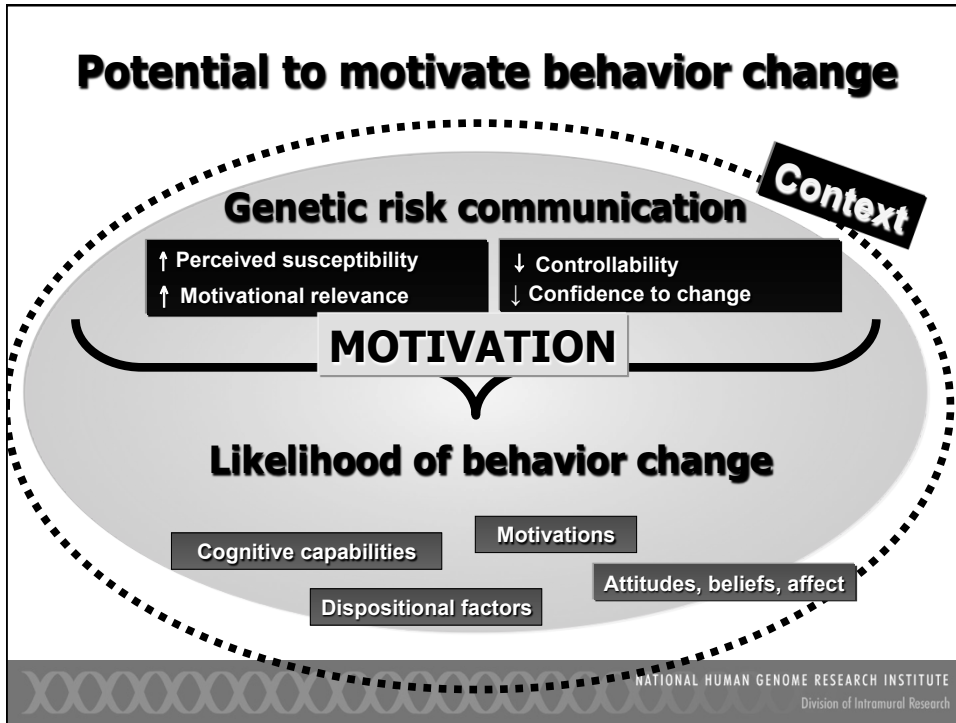 Potential to motivate behavior change
Context
Genetic risk communication
↑ Perceived susceptibility
↑ Motivational relevance
↓ Controllability
↓ Confidence to change
MOTIVATION
Likelihood of behavior change
Cognitive capabilities
Motivations
Dispositional factors
Attitudes, beliefs, affect
NATIONAL HUMAN GENOME RESEARCH INSTITUTE
Division of Intramural Research